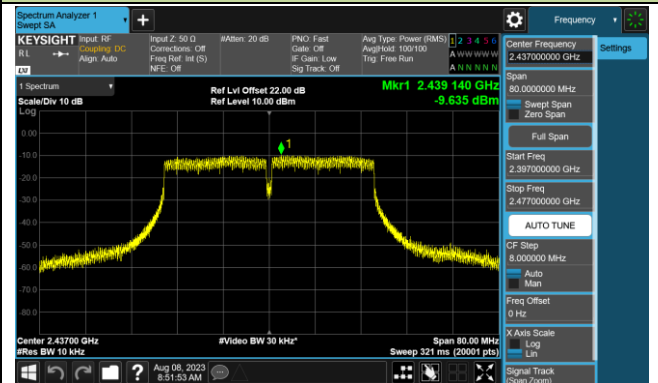 Spectrum Analyzer 1
Swept SA
Frequency
KEYSIGHT
RL
LXI
Input: RF
Coupling: DC
Align: Auto
Input Z: 50 Ω
Corrections: Off
Freq Ref: Int (S)
NFE: Off
#Atten: 20 dB
PNO: Fast
Gate: Off
IF Gain: Low
Sig Track: Off
Avg Type: Power (RMS)
Avg|Hold: 100/100
Trig: Free Run
1 2 3 4 5 6
A W W W W W
A N N N N N
1 Spectrum
Scale/Div 10 dB
Log
Ref Lvl Offset 22.00 dB
Ref Level 10.00 dBm
Mkr1 2.439 140 GHz
-9.635 dBm
1
0.00
-10.0
-20.0
-30.0
-40.0
-50.0
-60.0
-70.0
-80.0
Center 2.43700 GHz
#Res BW 10 kHz
#Video BW 30 kHz*
Span 80.00 MHz
Sweep 321 ms (20001 pts)
Center Frequency
2.437000000 GHz
Settings
Span
80.0000000 MHz
Swept Span
Zero Span
Full Span
Start Freq
2.397000000 GHz
Stop Freq
2.477000000 GHz
AUTO TUNE
CF Step
8.000000 MHz
Auto
Man
Freq Offset
0 Hz
X Axis Scale
Log
Lin
Signal Track
(Span Zoom)
Aug 08, 2023
8:51:53 AM